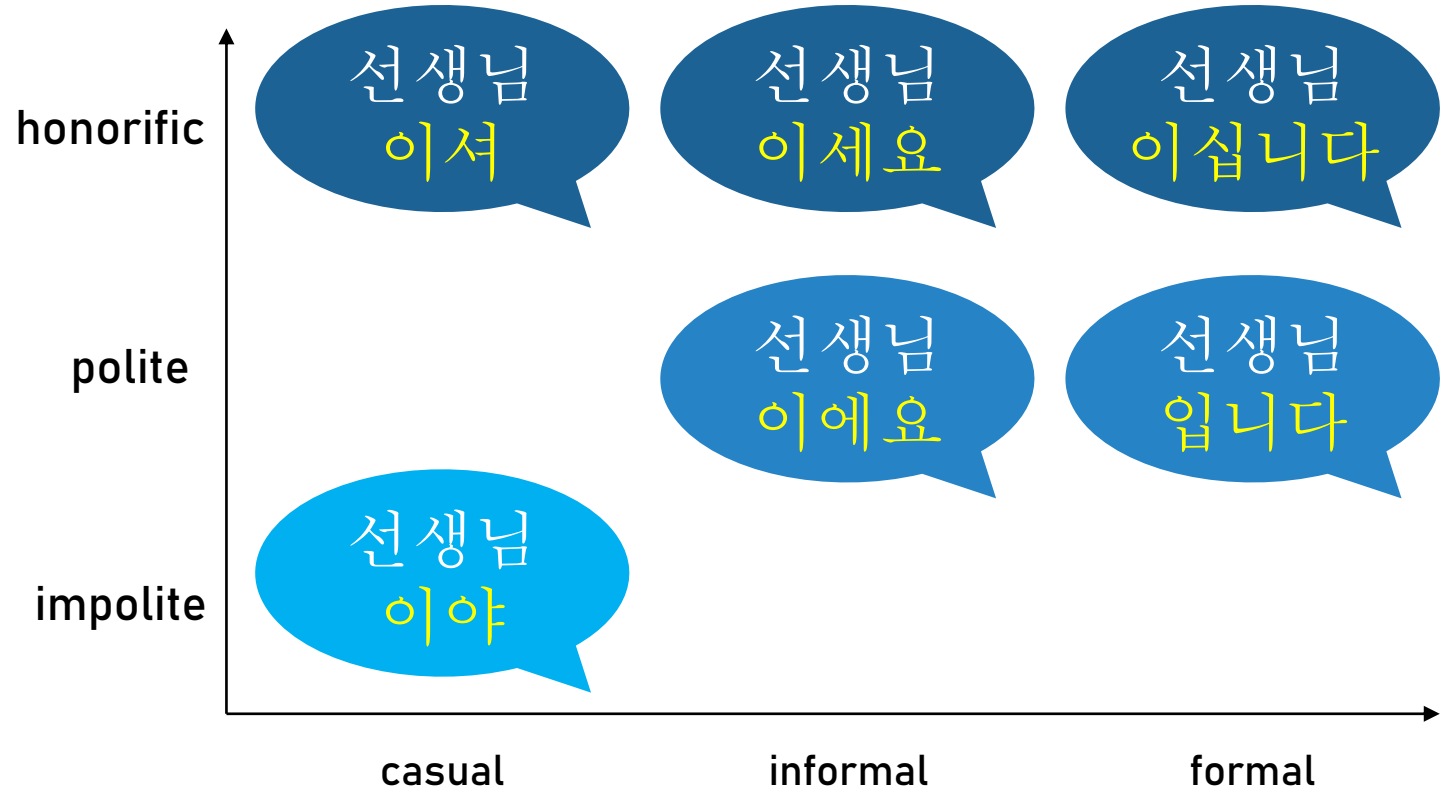 honorific
선생님
이셔
선생님
이세요
선생님
이십니다
polite
선생님
이에요
선생님
입니다
impolite
선생님
이야
casual
informal
formal